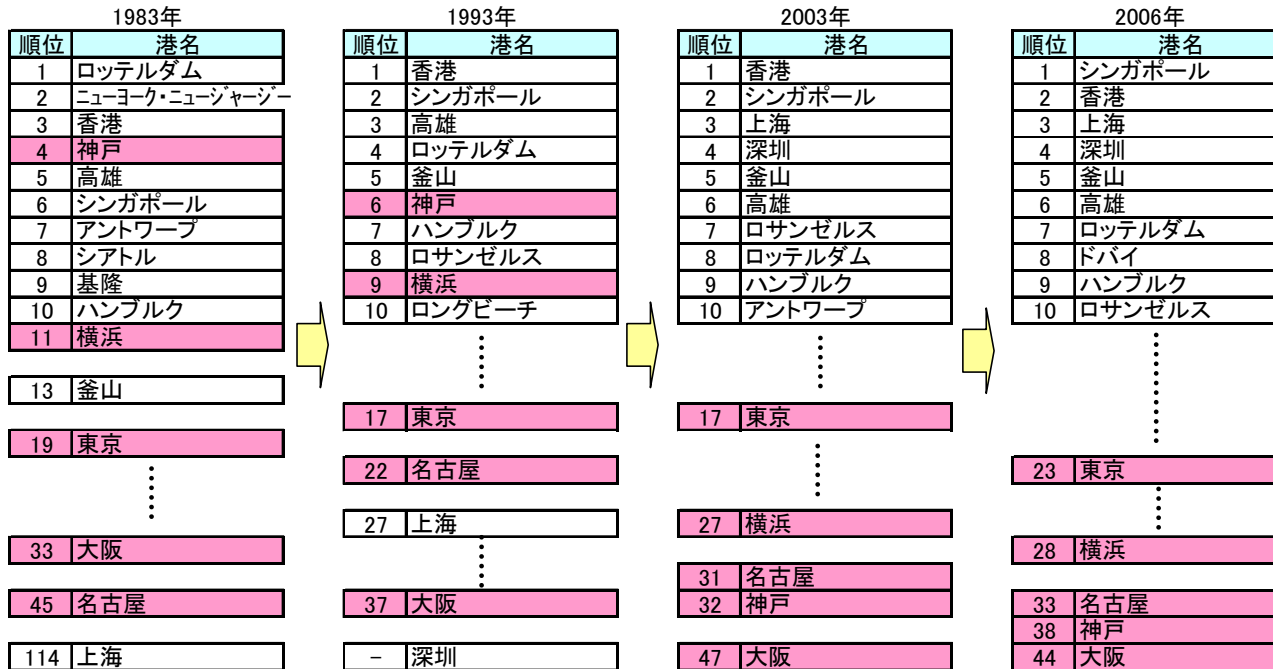 1983年
順位 港名
1 ロッテルダム
2 ニューヨーク・ニュージャージー
3 香港
4 神戸
5 高雄
6 シンガポール
7 アントワープ
8 シアトル
9 基隆
10 ハンブルク
11 横浜
13 釜山
19 東京
33 大阪
45 名古屋
114 上海
1993年
順位 港名
1 香港
2 シンガポール
3 高雄
4 ロッテルダム
5 釜山
6 神戸
7 ハンブルク
8 ロサンゼルス
9 横浜
10 ロングビーチ
17 東京
22 名古屋
27 上海
37 大阪
− 深圳
2003年
順位 港名
1 香港
2 シンガポール
3 上海
4 深圳
5 釜山
6 高雄
7 ロサンゼルス
8 ロッテルダム
9 ハンブルク
10 アントワープ
17 東京
27 横浜
31 名古屋
32 神戸
47 大阪
2006年
順位 港名
1 シンガポール
2 香港
3 上海
4 深圳
5 釜山
6 高雄
7 ロッテルダム
8 ドバイ
9 ハンブルク
10 ロサンゼルス
23 東京
28 横浜
33 名古屋
38 神戸
44 大阪